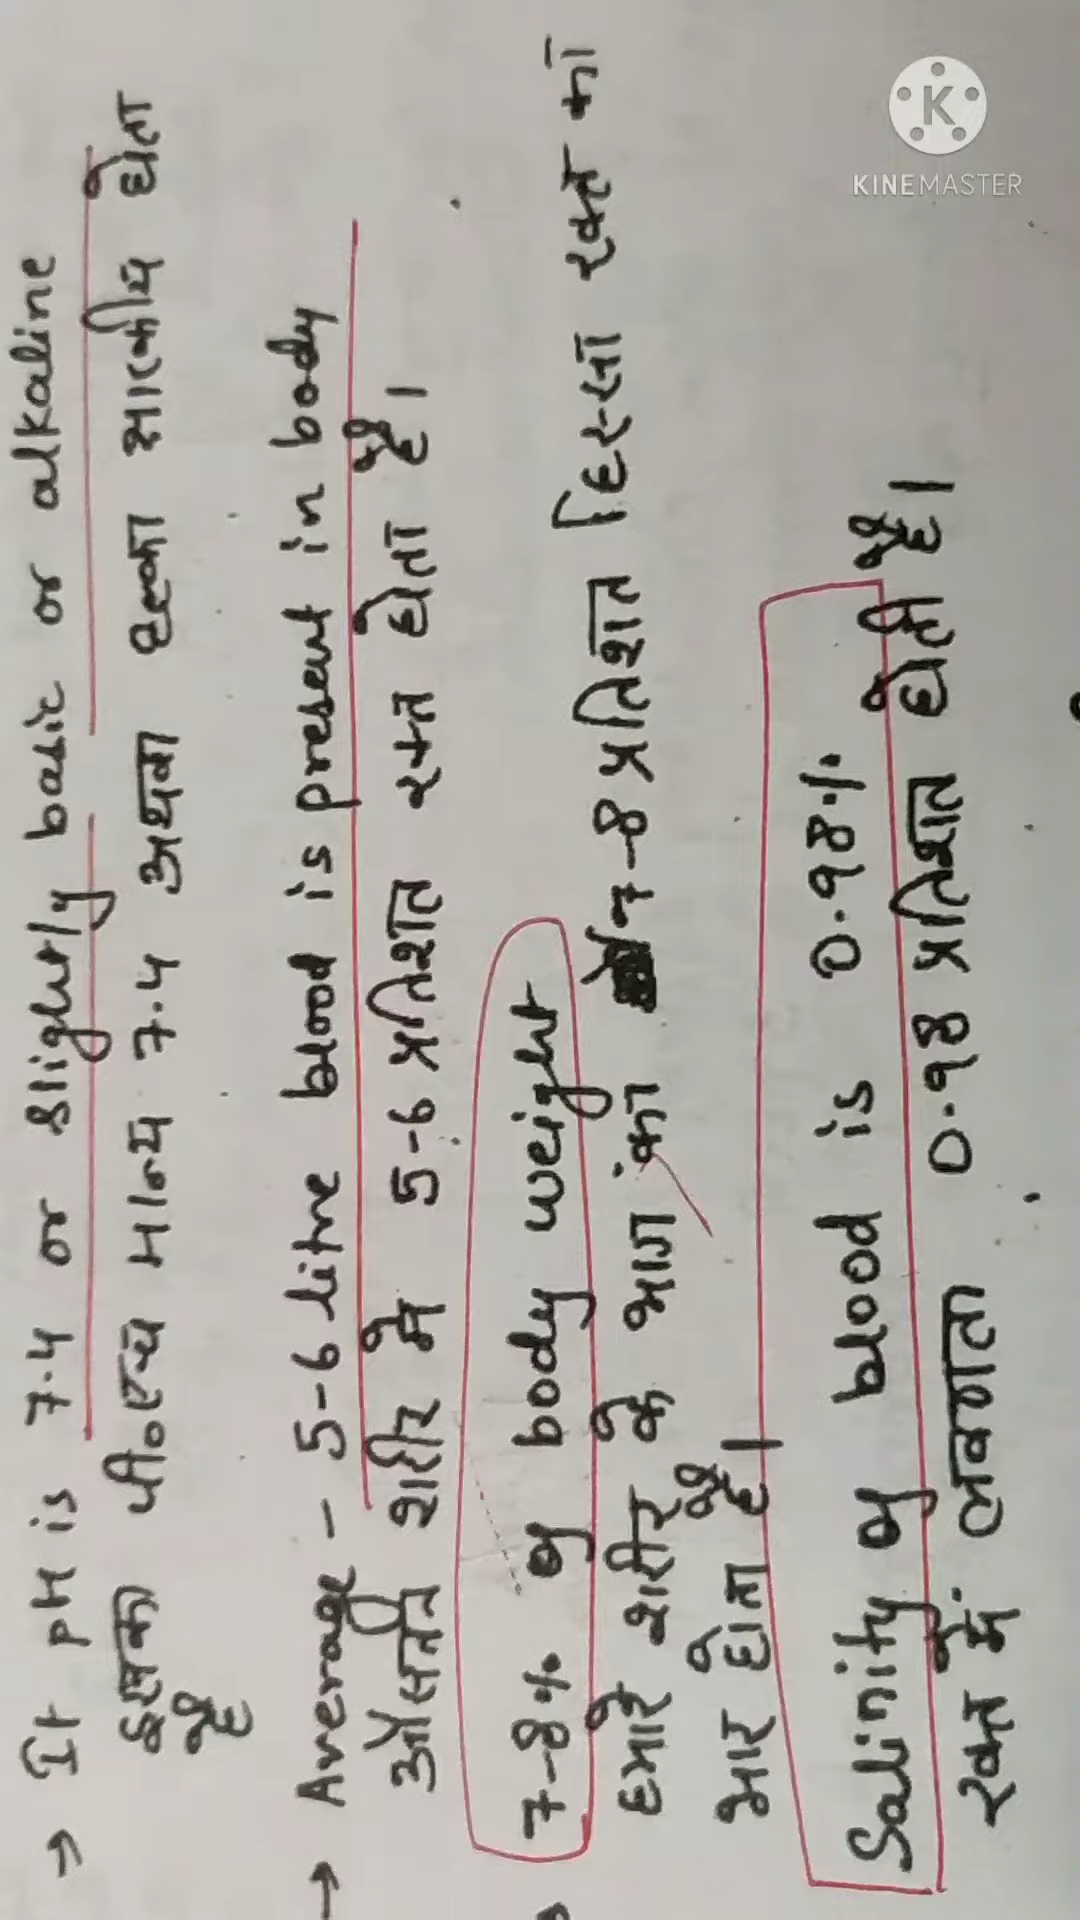 → It pH is 7.4 or slightly basic or alkaline
इसका पी०एच मान्य 7.4 अथवा हल्का क्षारकीय होता
है
→ Average - 5-6 litre blood is present in body
औसतन शरीर मे 5-6 प्रतिशत रक्त होता है।
7-8% of body weight
हमारे शरीर के भाग का 7-8 प्रतिशत हिस्सा रक्त का
भार होता है।
Salinity of blood is 0.98%
रक्त में लवणता 0.98 प्रतिशत होती है।
KINEMASTER